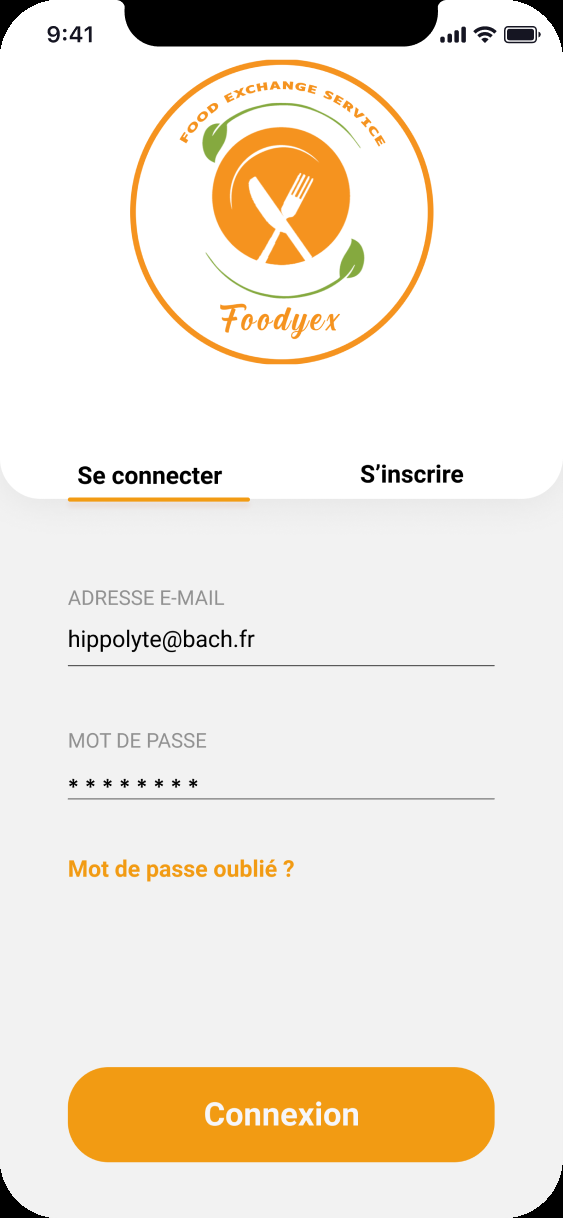 9:41
FOOD EXCHANGE SERVICE
Foodyex
Se connecter
S’inscrire
ADRESSE E-MAIL
hippolyte@bach.fr
MOT DE PASSE
* * * * * * * *
Mot de passe oublié ?
Connexion